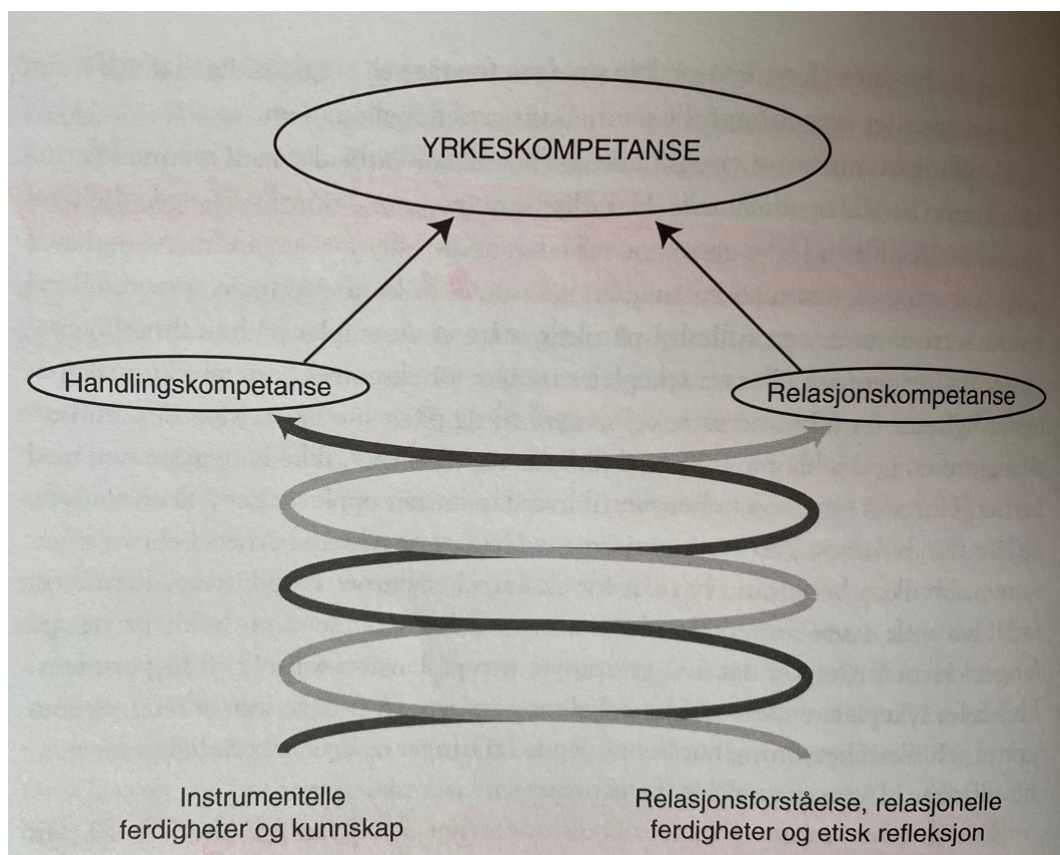 YRKESKOMPETANSE
Handlingskompetanse
Relasjonskompetanse
Instrumentelle
ferdigheter og kunnskap
Relasjonsforståelse, relasjonelle
ferdigheter og etisk refleksjon